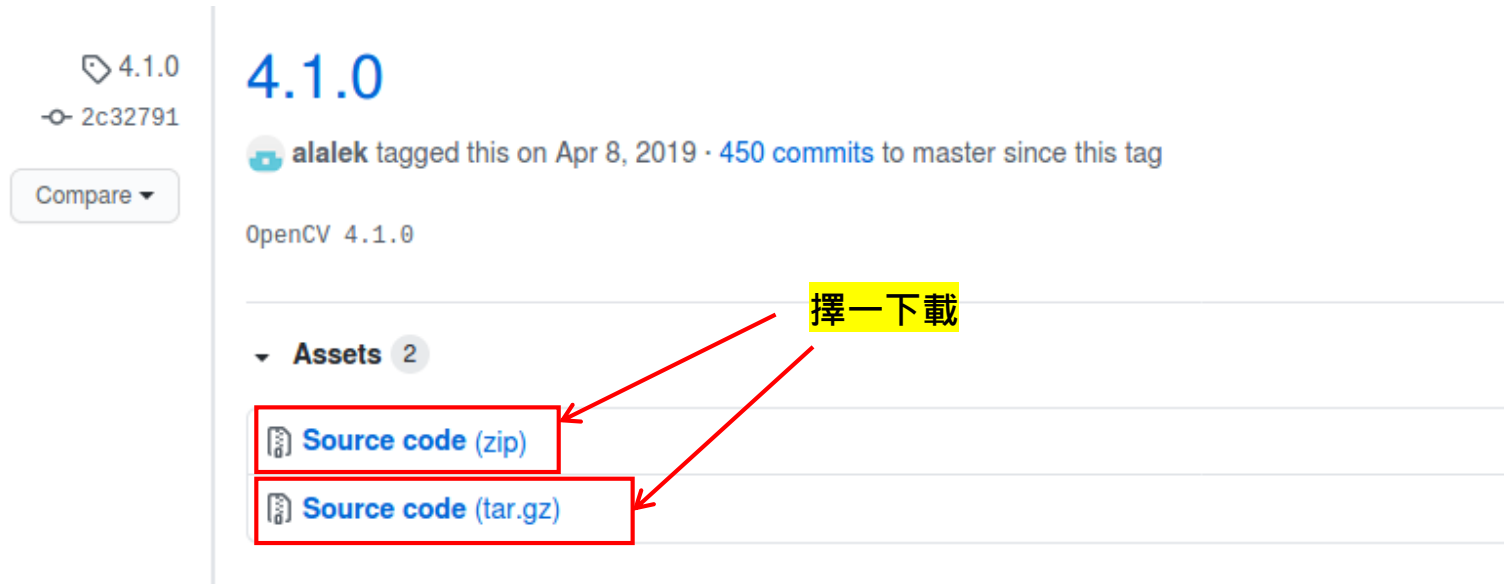 4.1.0
2c32791
Compare
4.1.0
alalek tagged this on Apr 8, 2019 · 450 commits to master since this tag
OpenCV 4.1.0
擇一下載
Assets 2
Source code (zip)
Source code (tar.gz)